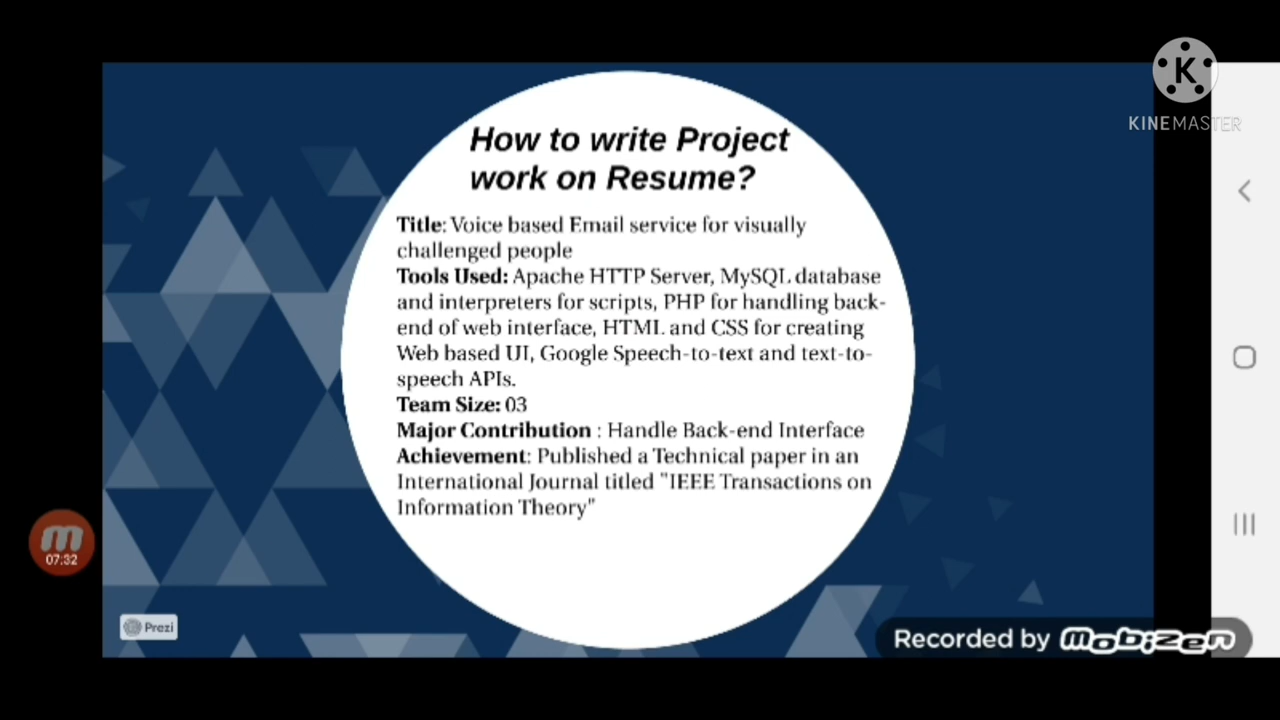 KINEMASTER
How to write Project
work on Resume?
Title: Voice based Email service for visually
challenged people
Tools Used: Apache HTTP Server, MySQL database
and interpreters for scripts, PHP for handling back-
end of web interface, HTML and CSS for creating
Web based UI, Google Speech-to-text and text-to-
speech APIs.
Team Size: 03
Major Contribution : Handle Back-end Interface
Achievement: Published a Technical paper in an
International Journal titled "IEEE Transactions on
Information Theory"
07:32
Prezi
Recorded by mobizen